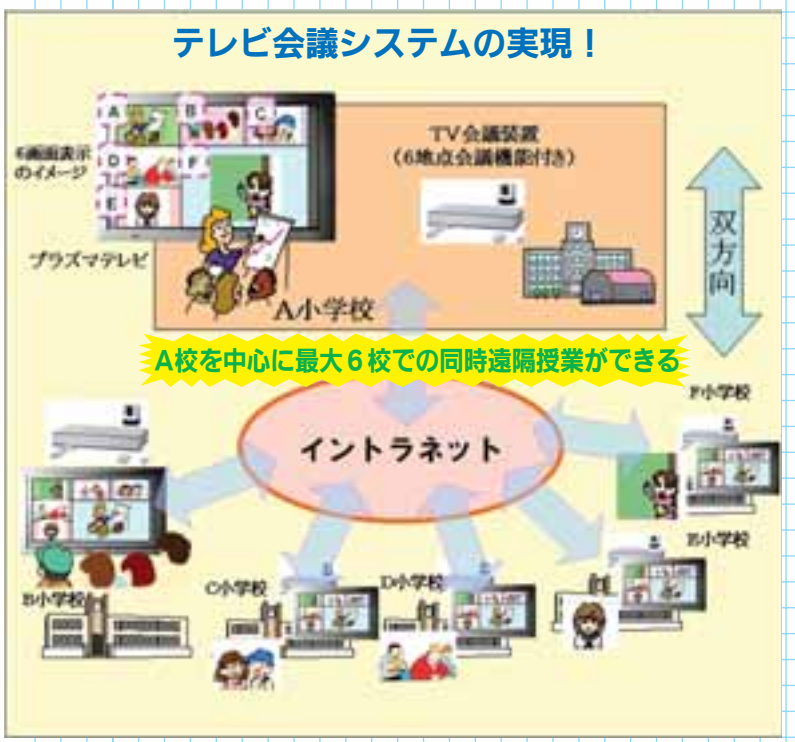 テレビ会議システムの実現！
A
B
C
D
F
E
6画面表示
のイメージ
プラズマテレビ
TV会議装置
（6地点会議機能付き）
A小学校
双方向
A校を中心に最大６校での同時遠隔授業ができる
イントラネット
F小学校
E小学校
D小学校
C小学校
B小学校